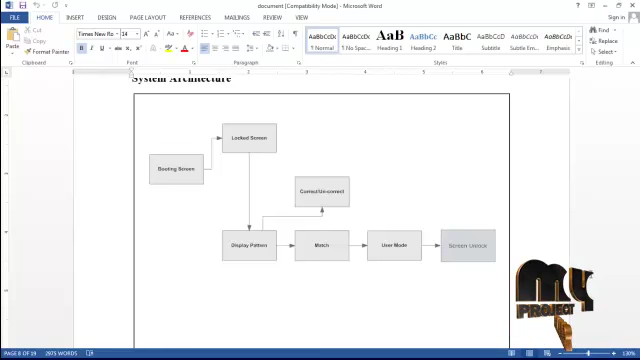 document [Compatibility Mode] - Microsoft Word
Sign in
FILE HOME INSERT DESIGN PAGE LAYOUT REFERENCES MAILINGS REVIEW VIEW
Paste
Cut
Copy
Format Painter
Clipboard
Times New Ro 14
Font
Paragraph
AaBbCcDc AaBbCcDc AaBbC AaBbCc AaB AaBbCc AaBbCcD AaBbCcDc
¶ Normal ¶ No Spac... Heading 1 Heading 2 Title Subtitle Subtle Em... Emphasis
Styles
Find
Replace
Select
Editing
System Architecture
Locked Screen
Booting Screen
Correct/Un-correct
Display Pattern
Match
User Mode
Screen Unlock
MY
PROJECT
PAGE 8 OF 19 2975 WORDS
130%